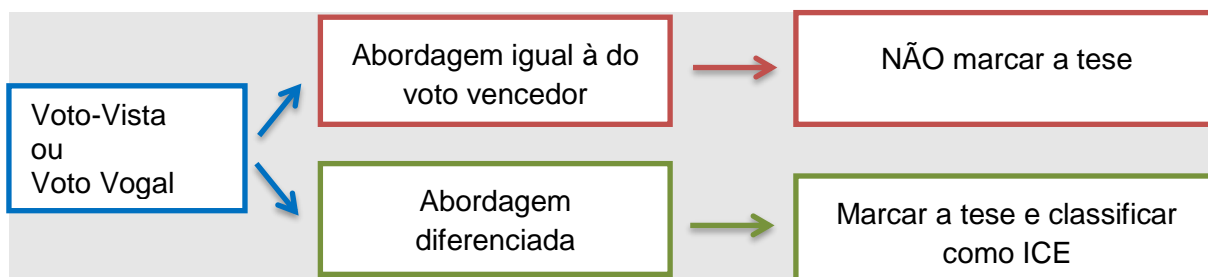 Voto-Vista
ou
Voto Vogal
Abordagem igual à do
voto vencedor
NÃO marcar a tese
Abordagem
diferenciada
Marcar a tese e classificar
como ICE